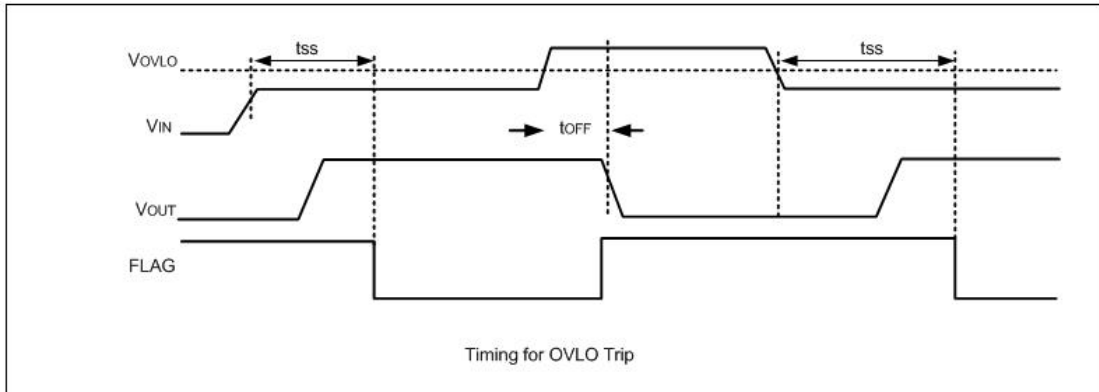 tss
tss
VOVLO
VIN
tOFF
VOUT
FLAG
Timing for OVLO Trip